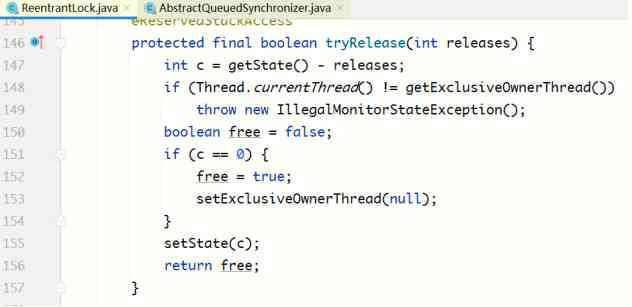 ReentrantLock.java × AbstractQueuedSynchronizer.java ×
145 @ReservedStackAccess
146 protected final boolean tryRelease(int releases) {
147 int c = getState() - releases;
148 if (Thread.currentThread() != getExclusiveOwnerThread())
149 throw new IllegalMonitorStateException();
150 boolean free = false;
151 if (c == 0) {
152 free = true;
153 setExclusiveOwnerThread(null);
154 }
155 setState(c);
156 return free;
157 }